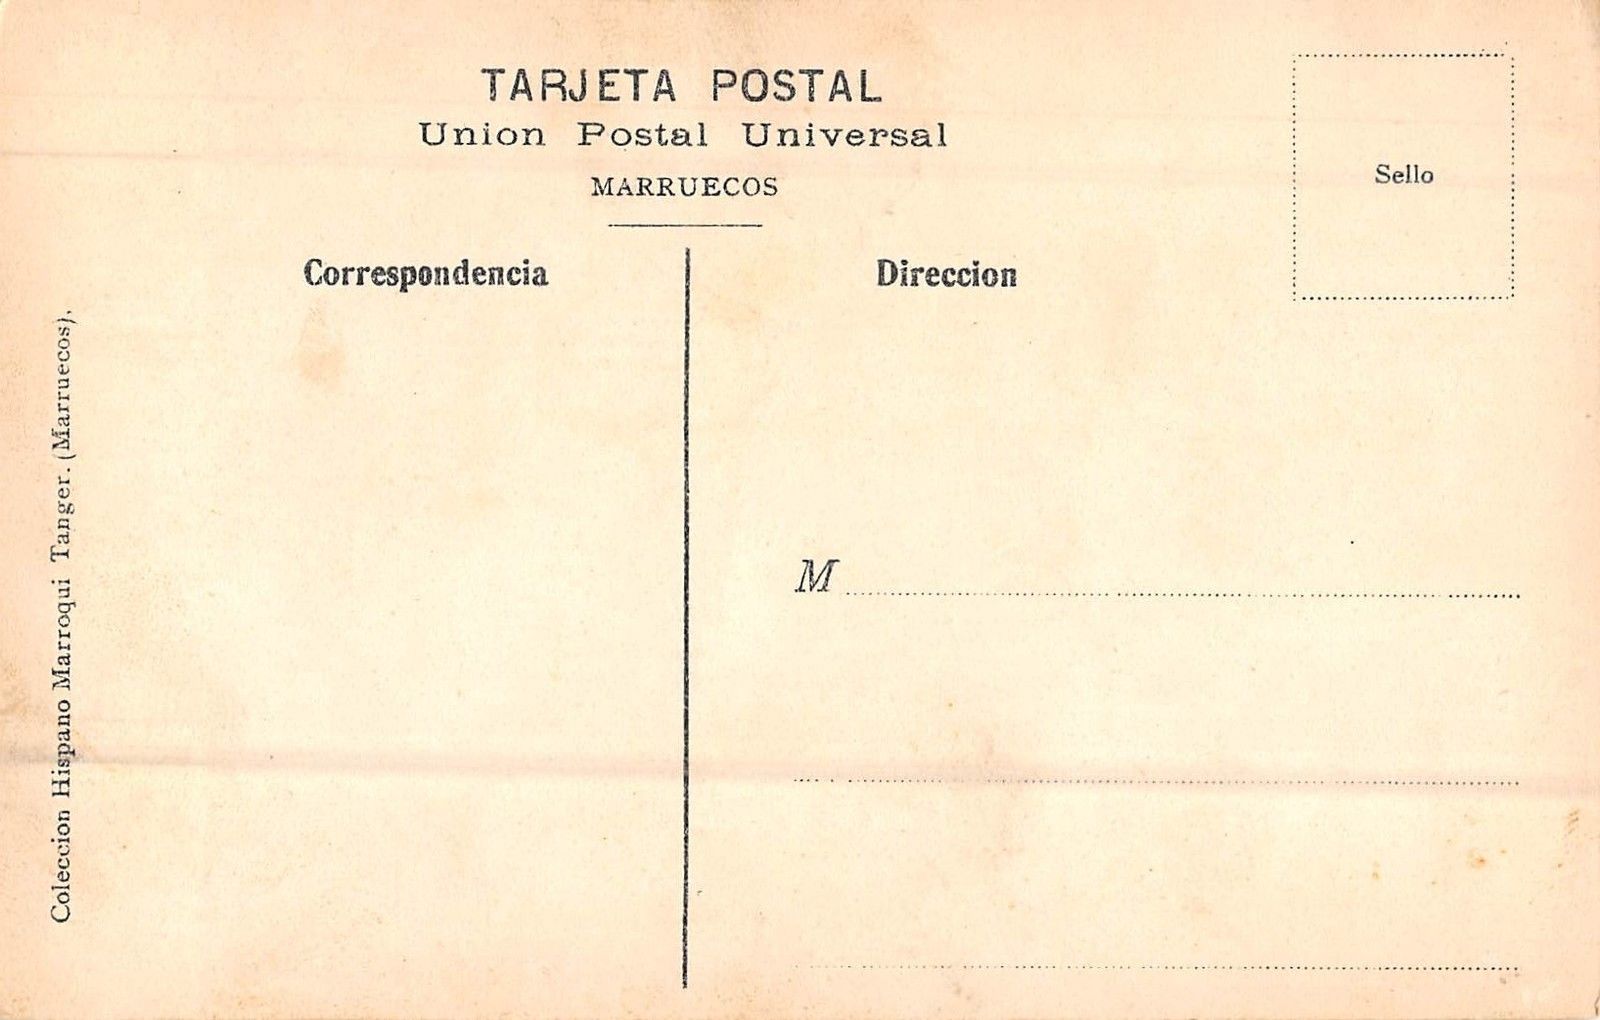 TARJETA POSTAL
Union Postal Universal
MARRUECOS
Sello
Correspondencia
Direccion
M
Coleccion Hispano Marroqui Tanger. (Marruecos).